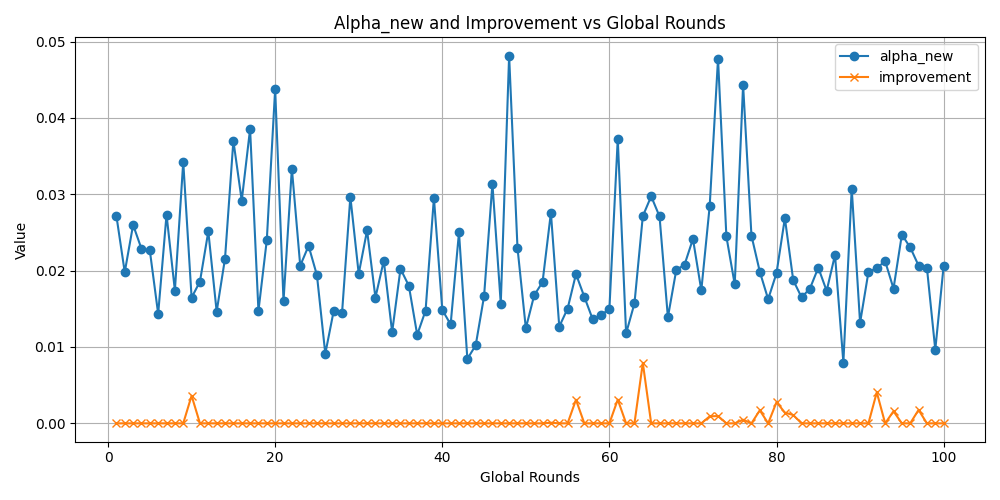 Alpha_new and Improvement vs Global Rounds
alpha_new
improvement
Value
0.05
0.04
0.03
0.02
0.01
0.00
0 20 40 60 80 100
Global Rounds